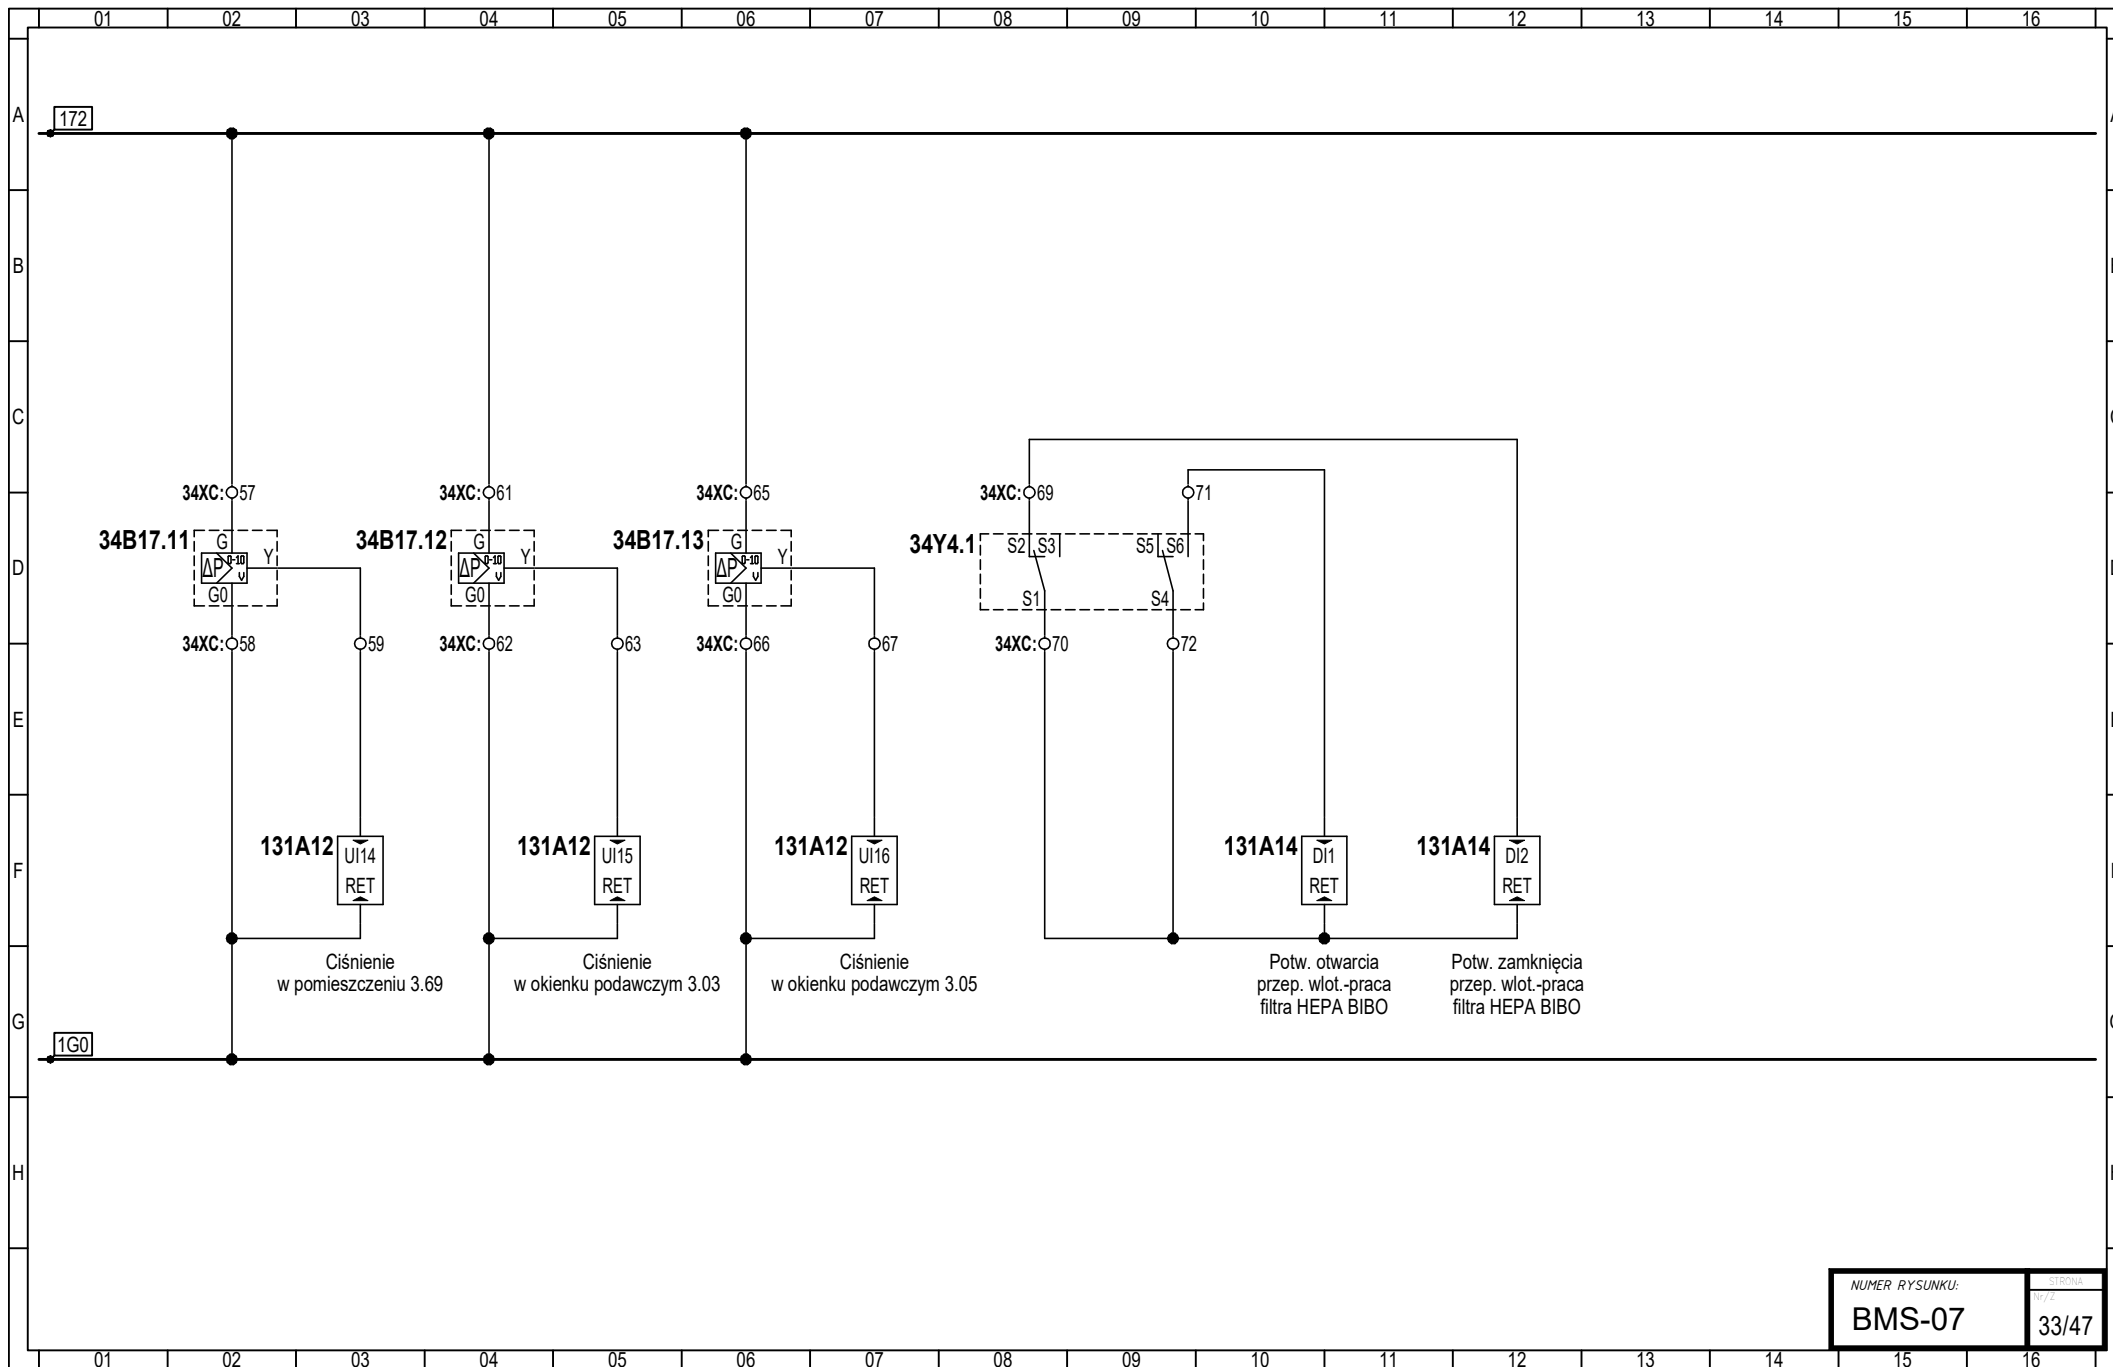 01 02 03 04 05 06 07 08 09 10 11 12 13 14 15 16
A
172
B
C
34XC: 57 34XC: 61 34XC: 65 34XC: 69 71
34B17.11 G Y 34B17.12 G Y 34B17.13 G Y 34Y4.1 S2 S3 S5 S6
D ΔP 0-10 V ΔP 0-10 V ΔP 0-10 V
G0 G0 G0 S1 S4
34XC: 58 59 34XC: 62 63 34XC: 66 67 34XC: 70 72
E
131A12 UI14 131A12 UI15 131A12 UI16 131A14 DI1 131A14 DI2
F
RET RET RET RET RET
Ciśnienie
w pomieszczeniu 3.69
Ciśnienie
w okienku podawczym 3.03
Ciśnienie
w okienku podawczym 3.05
Potw. otwarcia
przep. wlot.-praca
filtra HEPA BIBO
Potw. zamknięcia
przep. wlot.-praca
filtra HEPA BIBO
G
1G0
H
NUMER RYSUNKU:
BMS-07
STRONA
Nr/Z
33/47
01 02 03 04 05 06 07 08 09 10 11 12 13 14 15 16